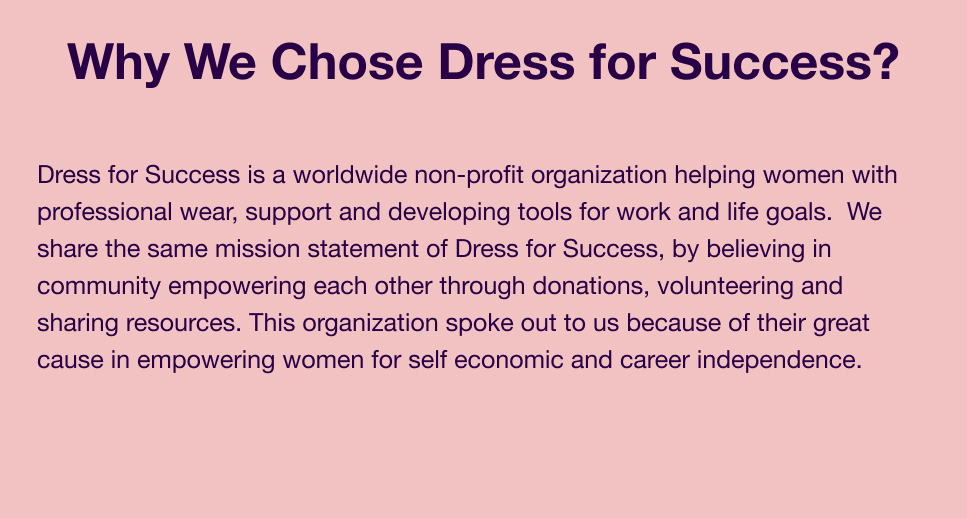 Why We Chose Dress for Success?
Dress for Success is a worldwide non-profit organization helping women with
professional wear, support and developing tools for work and life goals.  We
share the same mission statement of Dress for Success, by believing in
community empowering each other through donations, volunteering and
sharing resources. This organization spoke out to us because of their great
cause in empowering women for self economic and career independence.